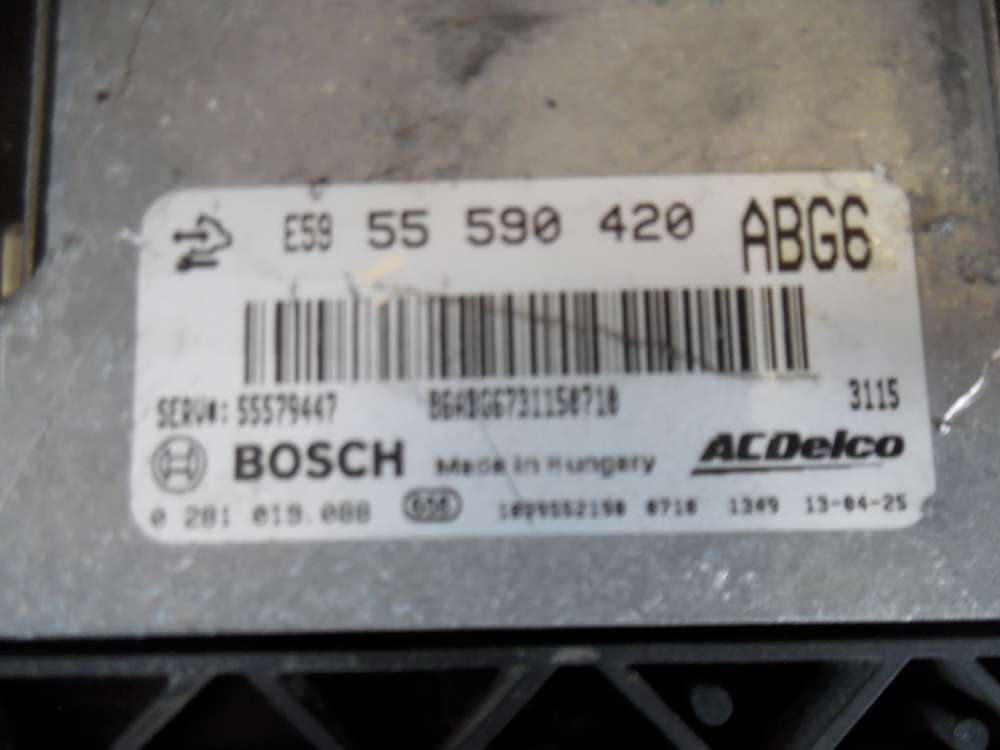 E59 55 590 420 ABG6
SERV#: 55579447 B6ABG6731150710 3115
BOSCH Made in Hungary ACDelco
0 281 019 088 1039S52190 0710 1349 13-04-25